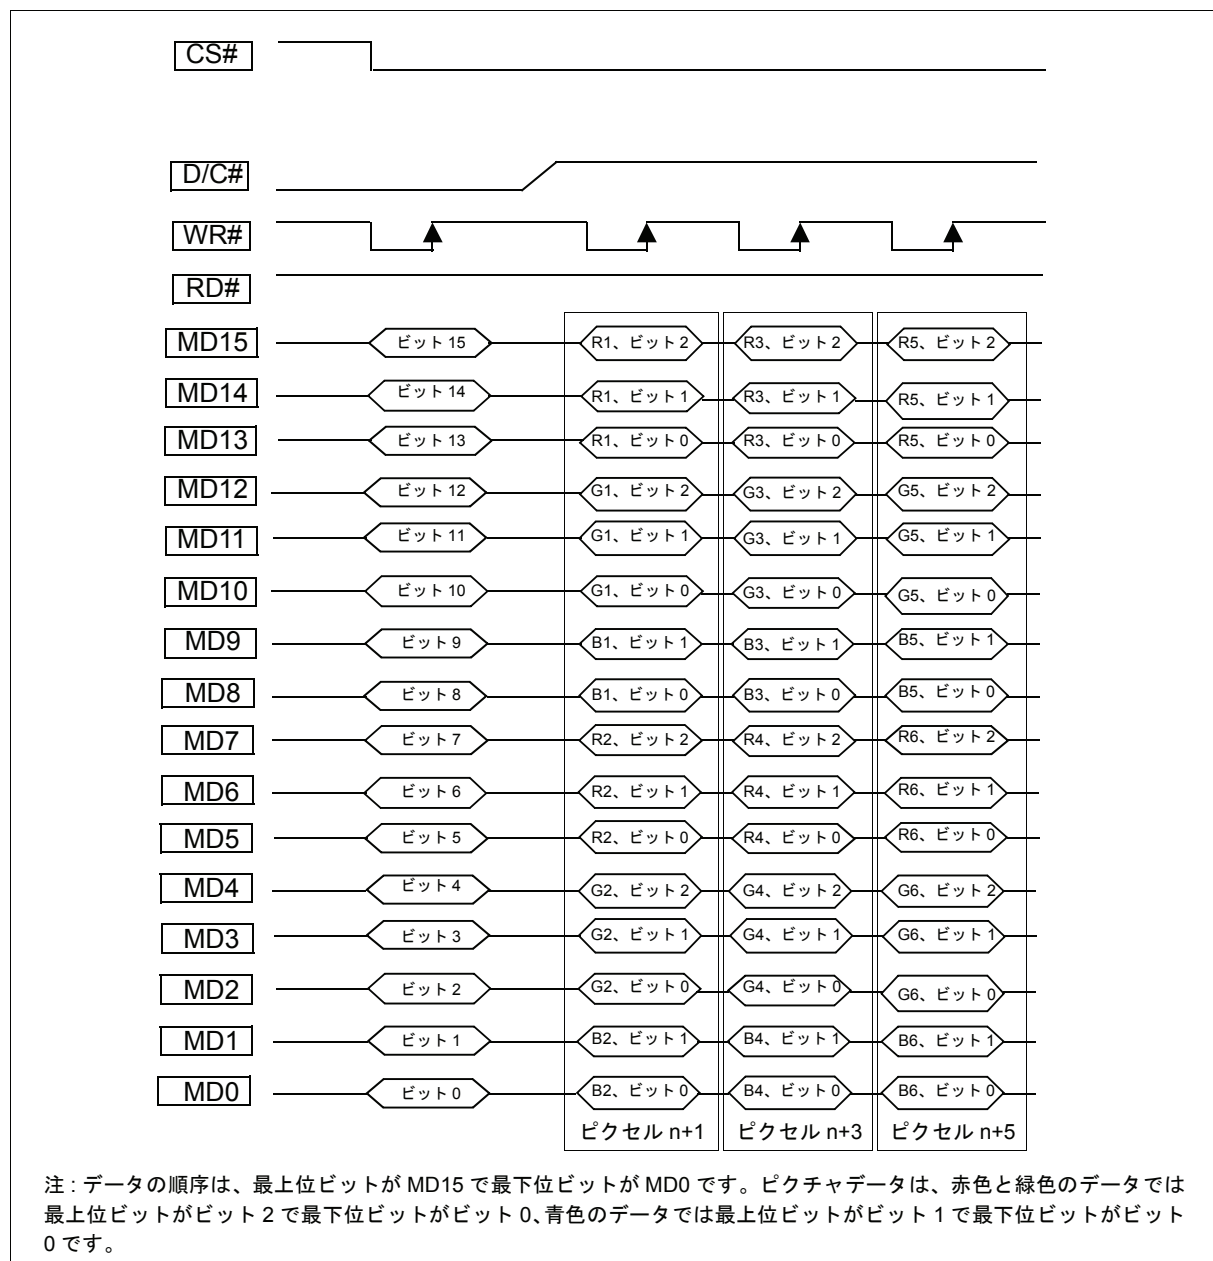 CS#
D/C#
WR#
RD#
MD15 ビット 15 R1、ビット 2 R3、ビット 2 R5、ビット 2
MD14 ビット 14 R1、ビット 1 R3、ビット 1 R5、ビット 1
MD13 ビット 13 R1、ビット 0 R3、ビット 0 R5、ビット 0
MD12 ビット 12 G1、ビット 2 G3、ビット 2 G5、ビット 2
MD11 ビット 11 G1、ビット 1 G3、ビット 1 G5、ビット 1
MD10 ビット 10 G1、ビット 0 G3、ビット 0 G5、ビット 0
MD9 ビット 9 B1、ビット 1 B3、ビット 1 B5、ビット 1
MD8 ビット 8 B1、ビット 0 B3、ビット 0 B5、ビット 0
MD7 ビット 7 R2、ビット 2 R4、ビット 2 R6、ビット 2
MD6 ビット 6 R2、ビット 1 R4、ビット 1 R6、ビット 1
MD5 ビット 5 R2、ビット 0 R4、ビット 0 R6、ビット 0
MD4 ビット 4 G2、ビット 2 G4、ビット 2 G6、ビット 2
MD3 ビット 3 G2、ビット 1 G4、ビット 1 G6、ビット 1
MD2 ビット 2 G2、ビット 0 G4、ビット 0 G6、ビット 0
MD1 ビット 1 B2、ビット 1 B4、ビット 1 B6、ビット 1
MD0 ビット 0 B2、ビット 0 B4、ビット 0 B6、ビット 0
ピクセル n+1 ピクセル n+3 ピクセル n+5
注 : データの順序は、最上位ビットが MD15 で最下位ビットが MD0 です。ピクチャデータは、赤色と緑色のデータでは
最上位ビットがビット 2 で最下位ビットがビット 0、青色のデータでは最上位ビットがビット 1 で最下位ビットがビット
0 です。